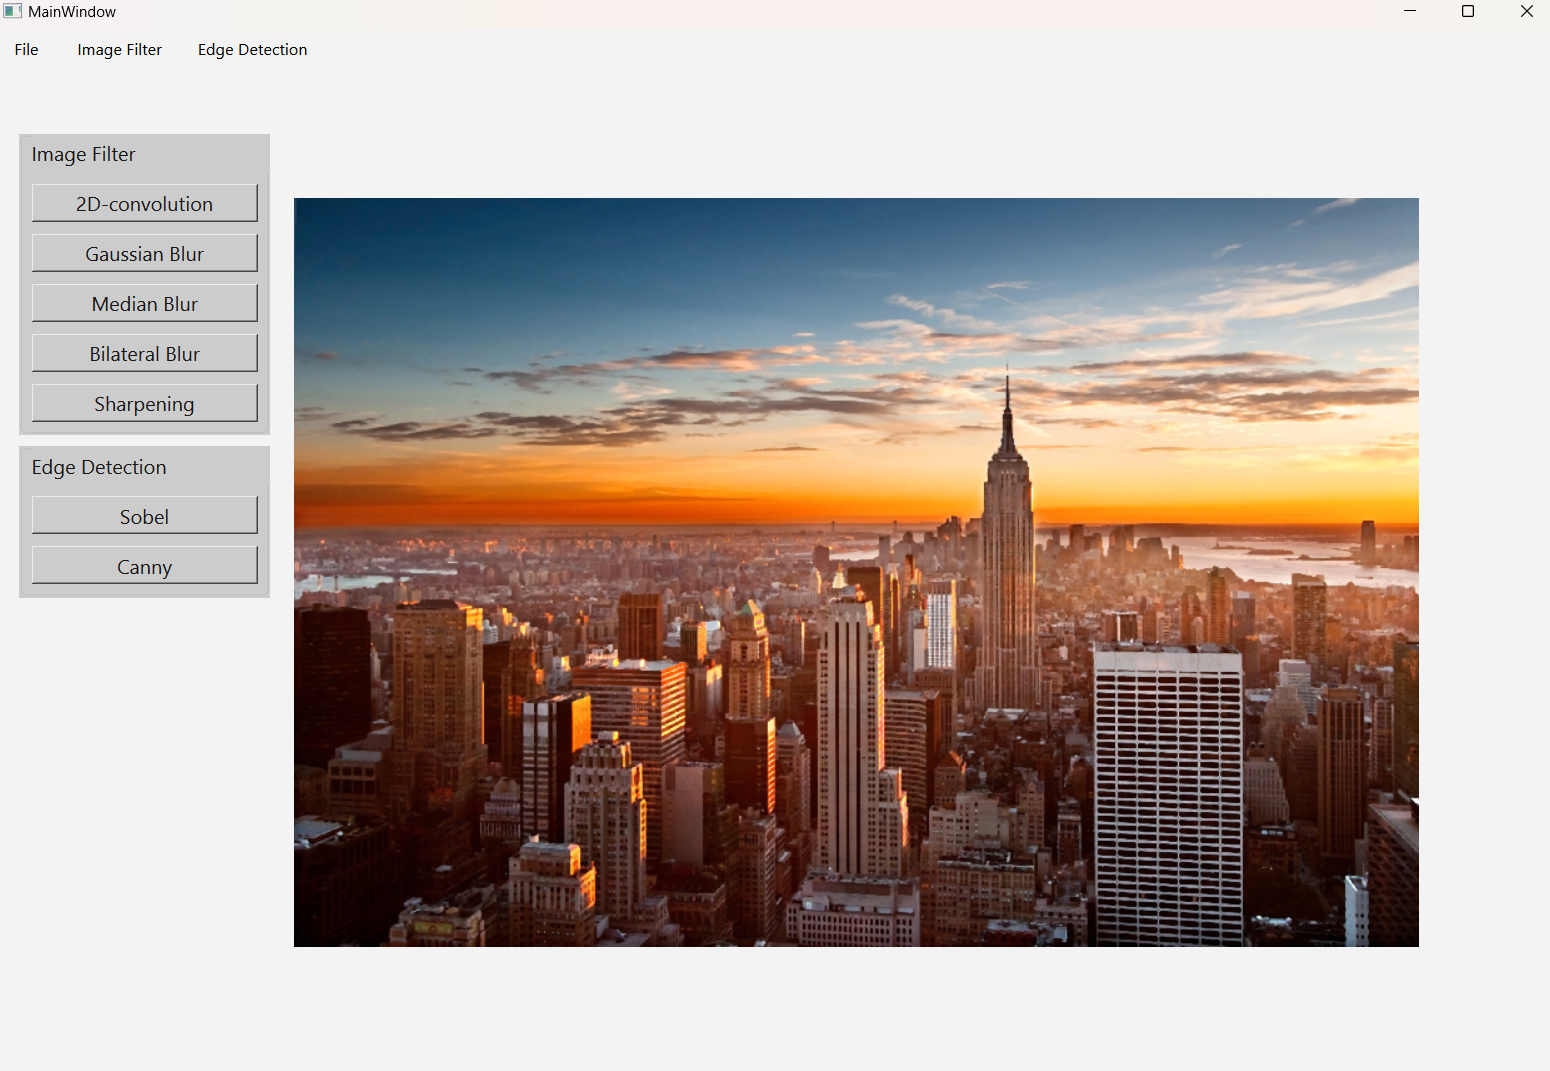 MainWindow
File Image Filter Edge Detection
Image Filter
2D-convolution
Gaussian Blur
Median Blur
Bilateral Blur
Sharpening
Edge Detection
Sobel
Canny